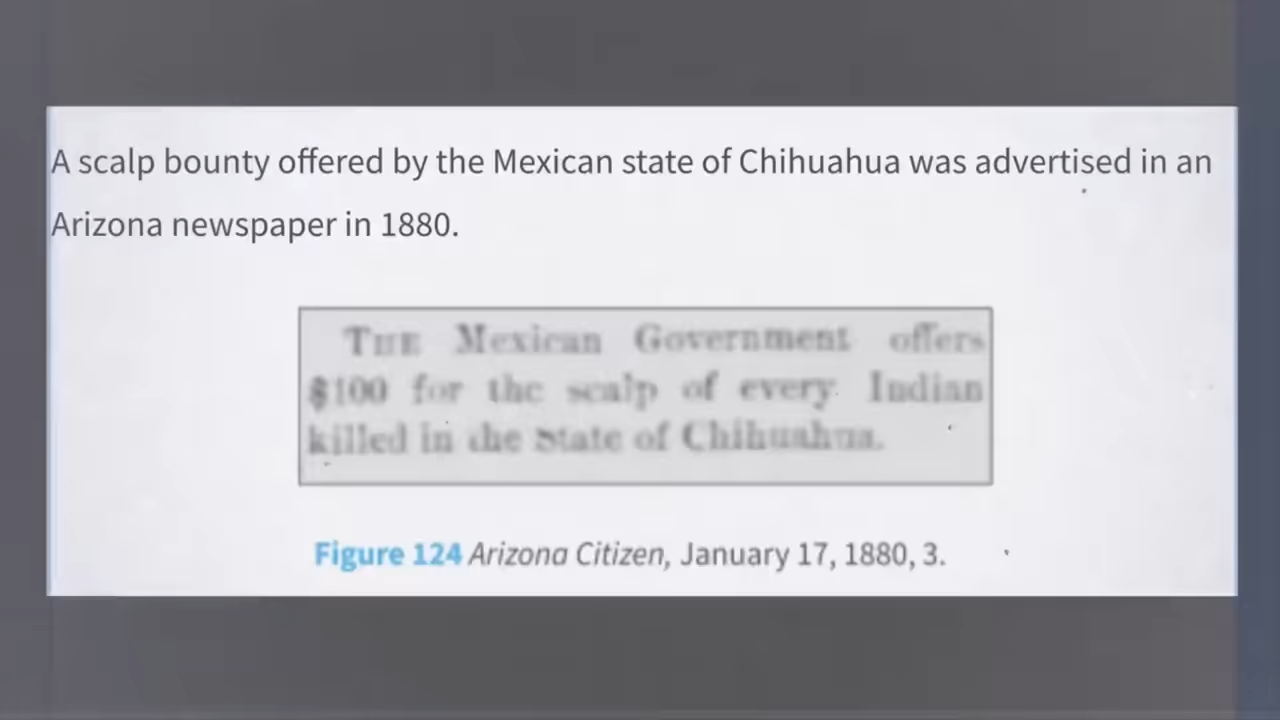 A scalp bounty offered by the Mexican state of Chihuahua was advertised in an
Arizona newspaper in 1880.
THE Mexican Government offers
$100 for the scalp of every Indian
killed in the State of Chihuahua.
Figure 124 Arizona Citizen, January 17, 1880, 3.